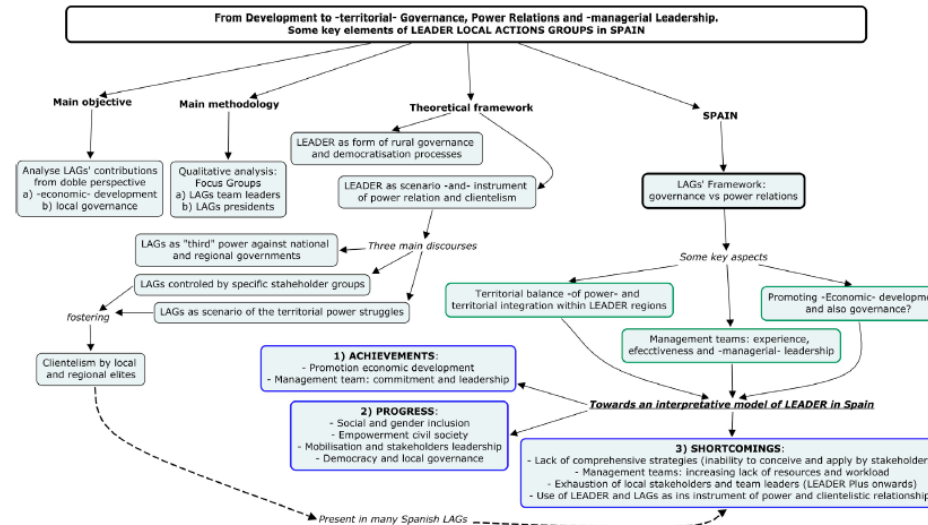 From Development to -territorial- Governance, Power Relations and -managerial Leadership.
Some key elements of LEADER LOCAL ACTIONS GROUPS in SPAIN
Main objective
Main methodology
Theoretical framework
SPAIN
Analyse LAGs' contributions
from doble perspective
a) -economic- development
b) local governance
Qualitative analysis:
Focus Groups
a) LAGs team leaders
b) LAGs presidents
LEADER as form of rural governance
and democratisation processes
LEADER as scenario -and- instrument
of power relation and clientelism
LAGs' Framework:
governance vs power relations
Three main discourses
LAGs as "third" power against national
and regional governments
LAGs controled by specific staheholder groups
LAGs as scenario of the territorial power struggles
fostering
Clientelism by local
and regional elites
Some key aspects
Territorial balance -of power- and
territorial integration within LEADER regions
Management teams: experience,
efecctiveness and -managerial- leadership
Promoting -Economic- developme
and also governance?
Towards an interpretative model of LEADER in Spain
1) ACHIEVEMENTS:
- Promotion economic development
- Management team: commitment and leadership
2) PROGRESS:
- Social and gender inclusion
- Empowerment civil society
- Mobilisation and stakeholders leadership
- Democracy and local governance
3) SHORTCOMINGS:
- Lack of comprehensive strategies (inability to conceive and apply by stakeholder
- Management teams: increasing lack of resources and workload
- Exhaustion of local stakeholders and team leaders (LEADER Plus onwards)
- Use of LEADER and LAGs as ins instrument of power and clientelistic relationship
Present in many Spanish LAGs